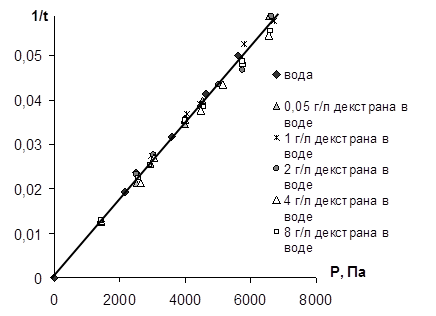 1/t
0,05
0,04
0,03
0,02
0,01
0
0
2000
4000
6000
8000
P, Па
вода
0,05 г/л декстрана в
воде
1 г/л декстрана в
воде
2 г/л декстрана в
воде
4 г/л декстрана в
воде
8 г/л декстрана в
воде